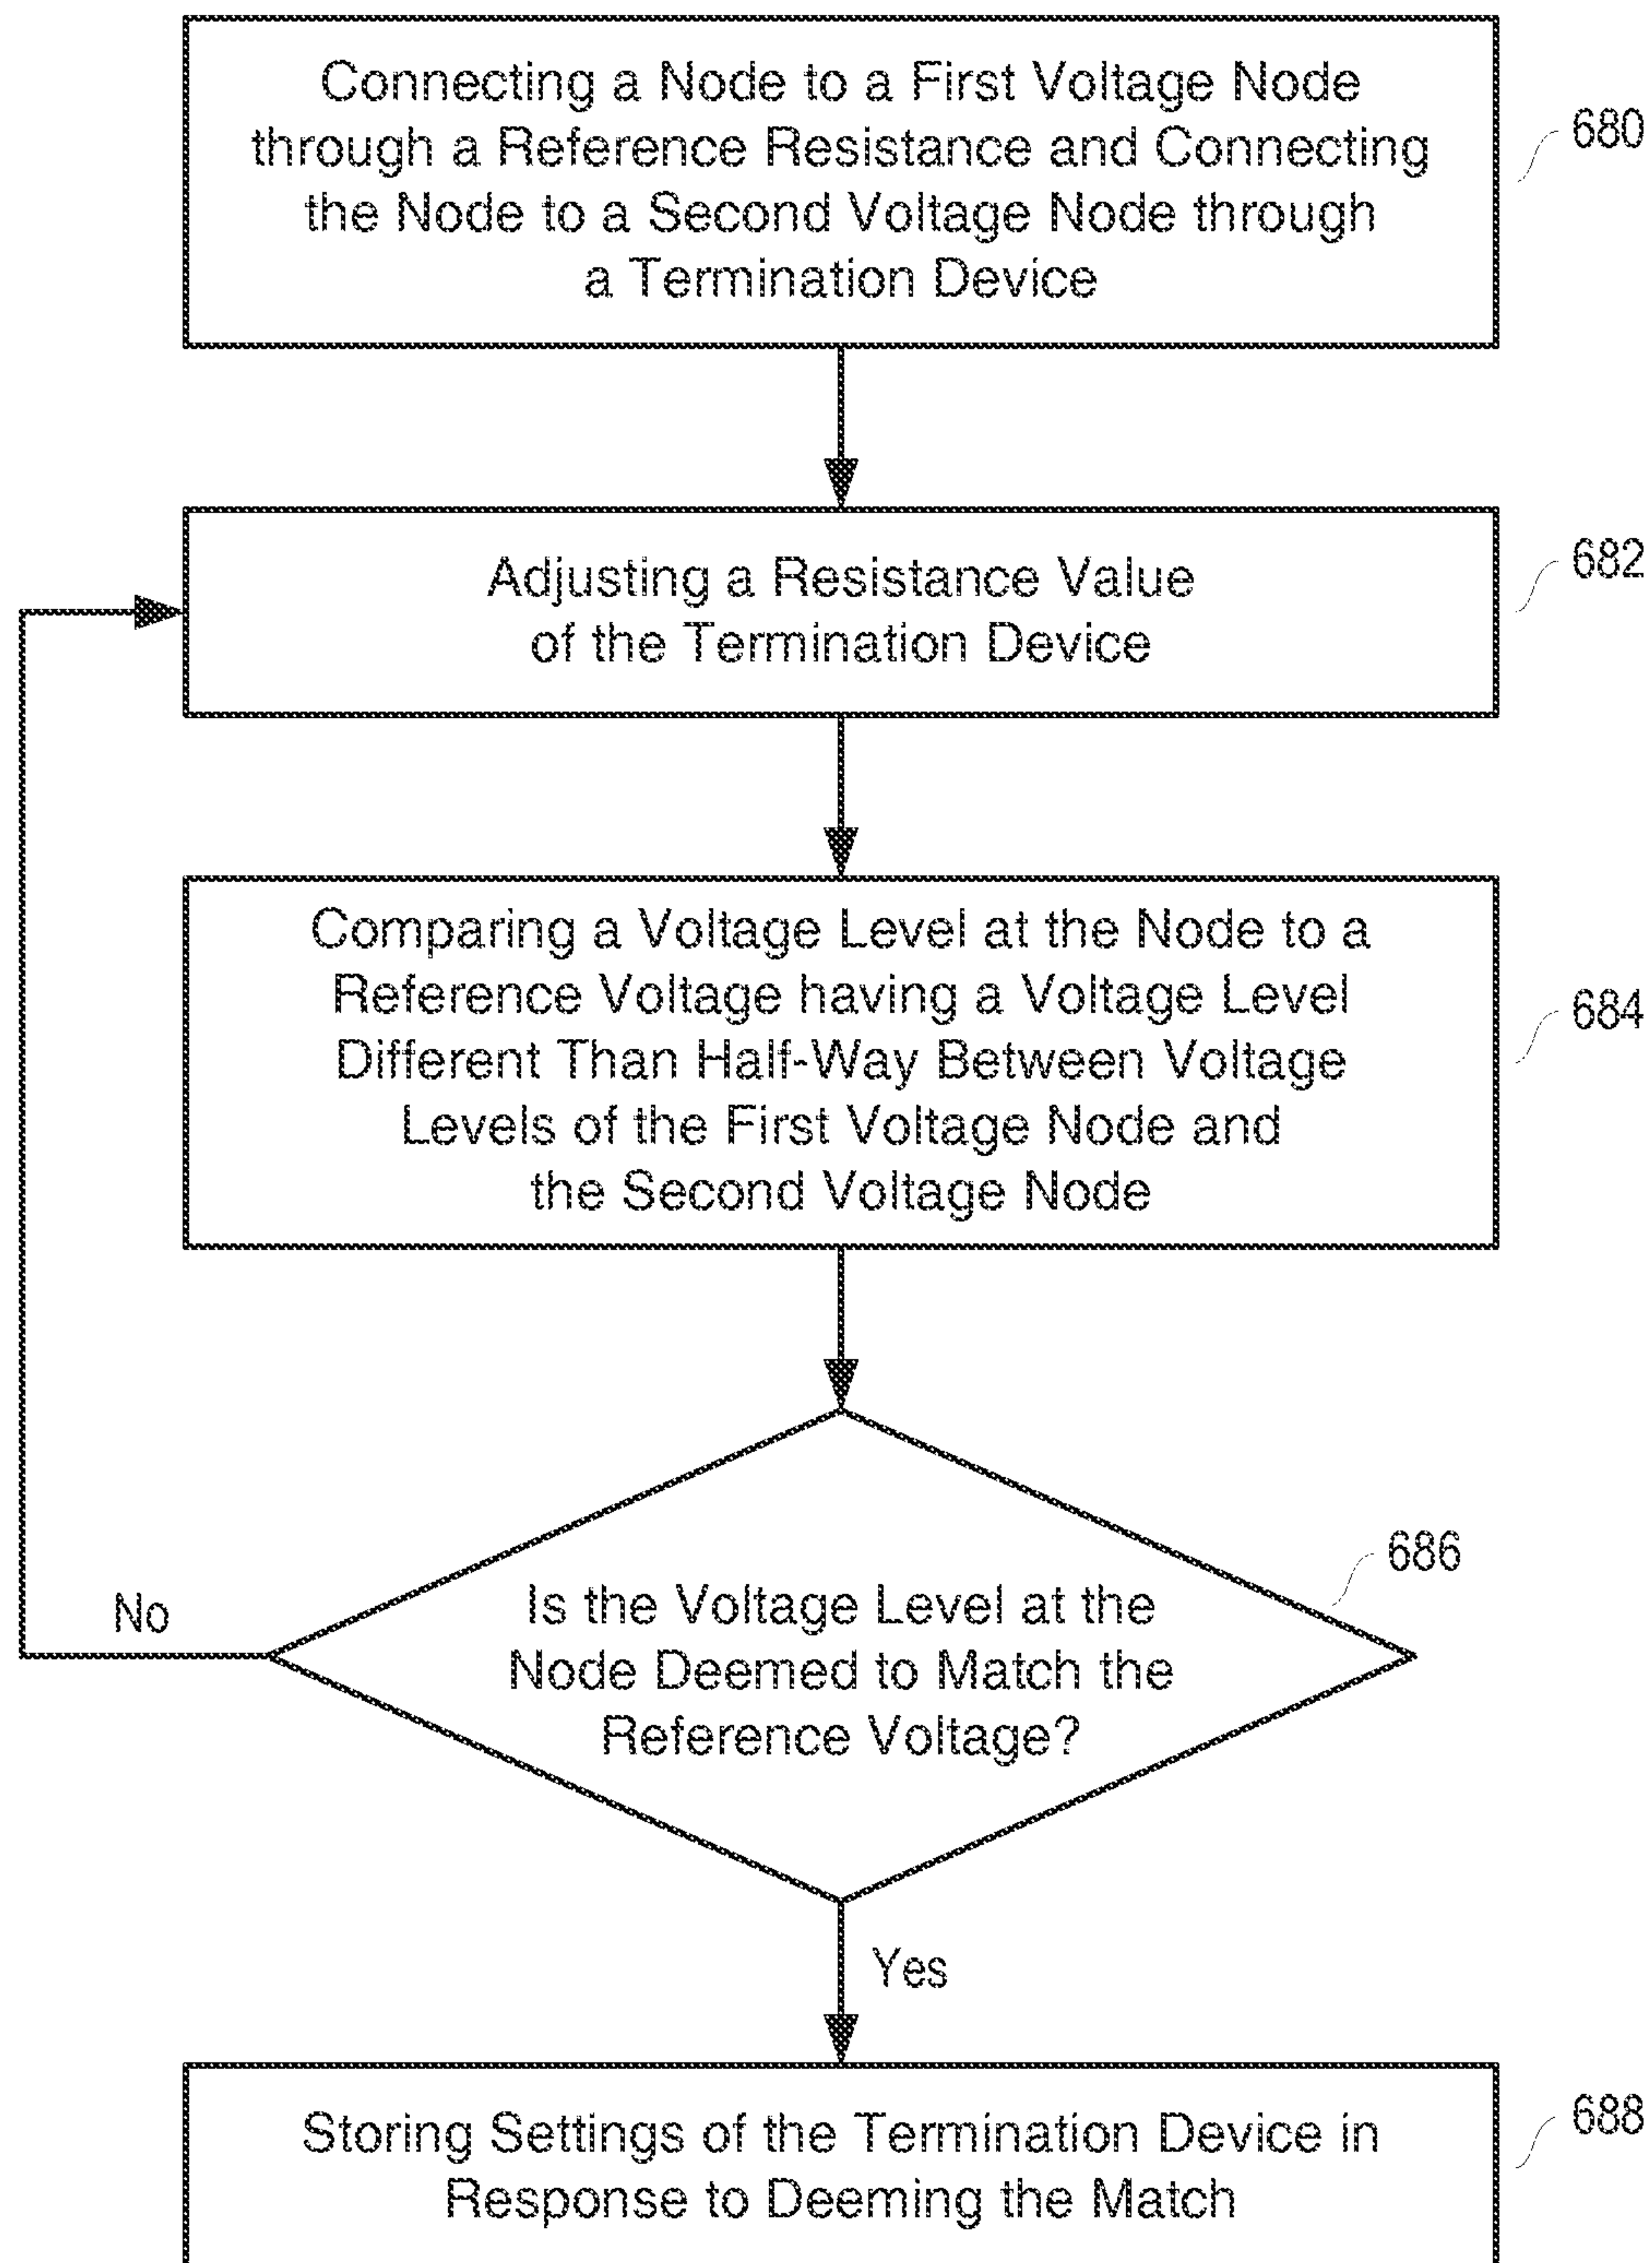 Connecting a Node to a First Voltage Node
through a Reference Resistance and Connecting
the Node to a Second Voltage Node through
a Termination Device
680
Adjusting a Resistance Value
of the Termination Device
682
Comparing a Voltage Level at the Node to a
Reference Voltage having a Voltage Level
Different Than Half-Way Between Voltage
Levels of the First Voltage Node and
the Second Voltage Node
684
Is the Voltage Level at the
Node Deemed to Match the
Reference Voltage?
686
No
Yes
Storing Settings of the Termination Device in
Response to Deeming the Match
688